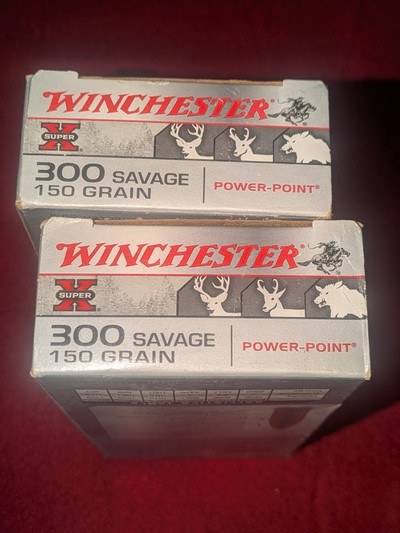 WINCHESTER®
SUPER X
300 SAVAGE
150 GRAIN
POWER-POINT®
WINCHESTER®
SUPER X
300 SAVAGE
150 GRAIN
POWER-POINT®